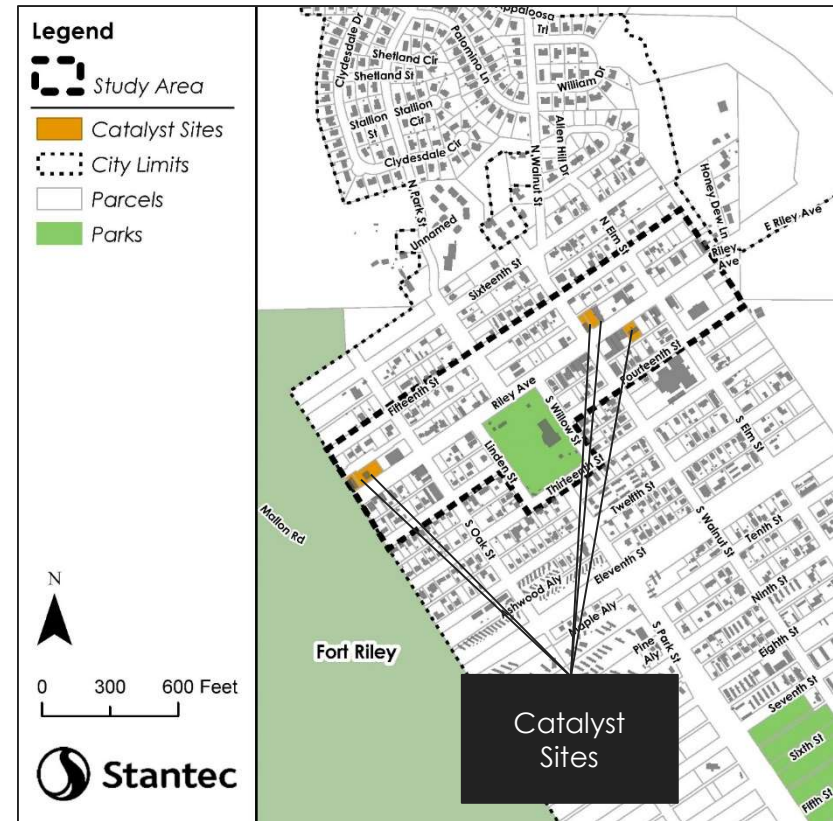 Legend
Study Area
Catalyst Sites
City Limits
Parcels
Parks
N
0 300 600 Feet
Stantec
Clydesdale Dr
Shetland Cir
Shetland St
Stallion St
Stallion Cir
Clydesdale Cir
Palomino Ln
Trl
William Dr
Allen Hill Dr
N Walnut St
N Park St
Unnamed
Honey Dew Ln
E Riley Ave
Riley Ave
N Elm St
Sixteenth St
Fifteenth St
Riley Ave
Fourteenth St
S Willow St
Linden St
Thirteenth St
S Elm St
Twelfth St
S Walnut St
Tenth St
Mallon Rd
S Oak St
Eleventh St
Ashwood Aly
Ninth St
Maple Aly
Eighth St
Fort Riley
Pine Aly
S Park St
Seventh St
Sixth St
Fifth St
Catalyst
Sites